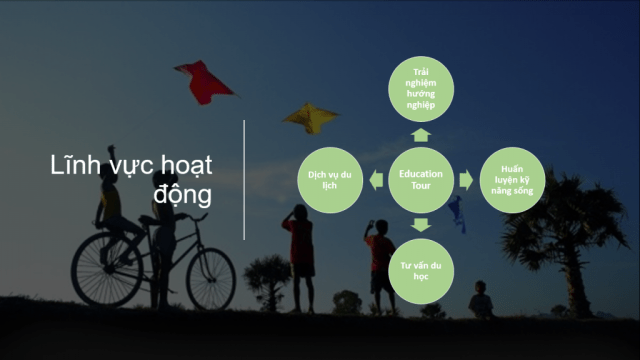 Lĩnh vực hoạt
động
Trải
nghiệm
hướng
nghiệp
Dịch vụ du
lịch
Education
Tour
Huấn
luyện kỹ
năng sống
Tư vấn du
học